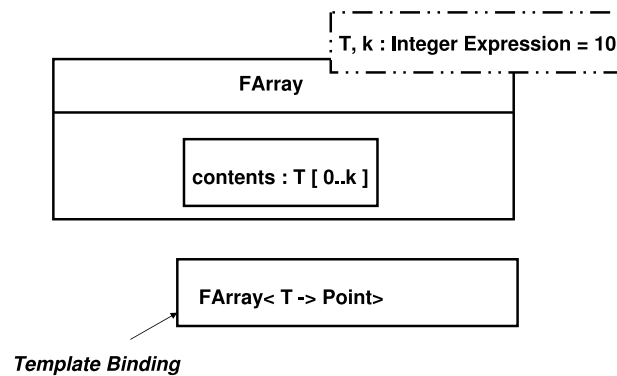 T, k : Integer Expression = 10
FArray
contents : T [ 0..k ]
FArray< T -> Point>
Template Binding